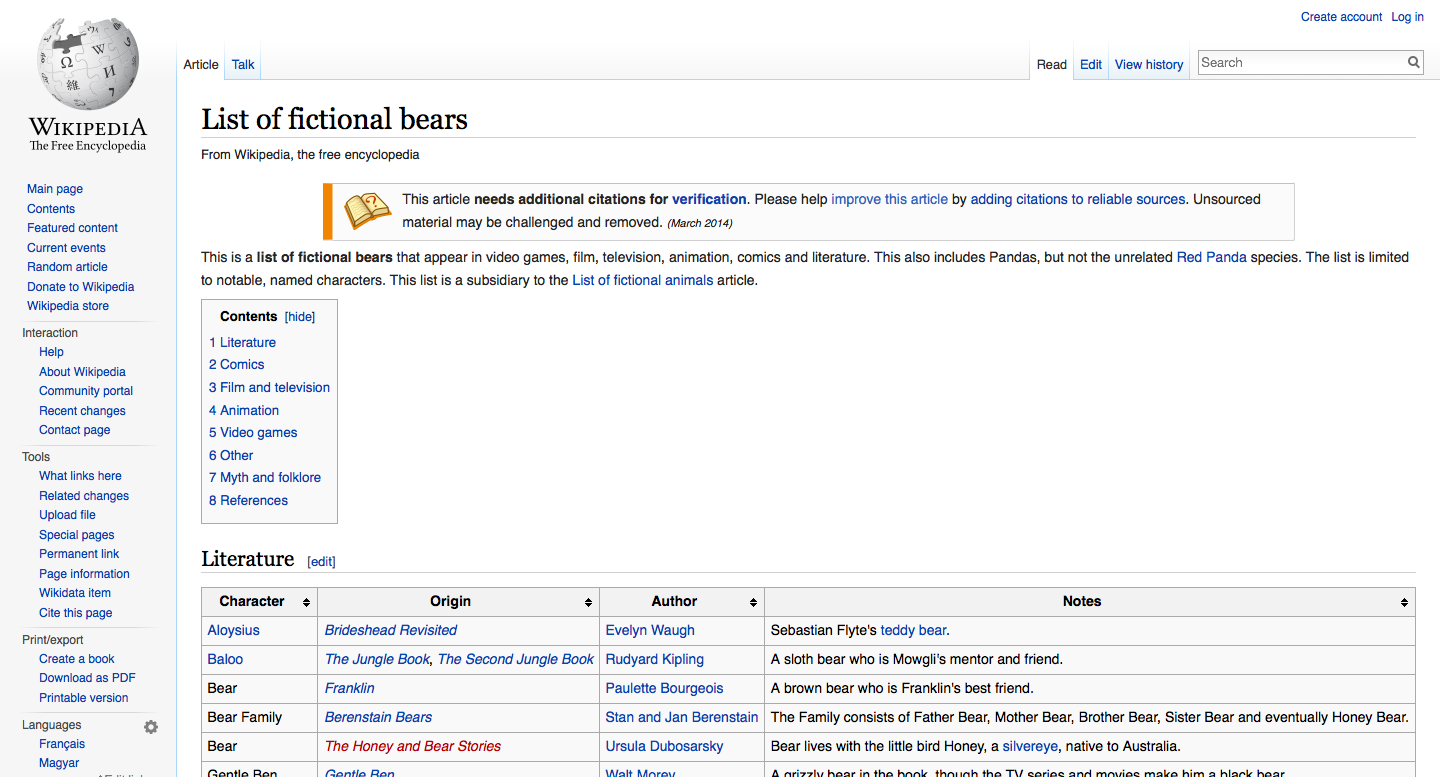 Create account Log in
Article Talk Read Edit View history Search
Ω W И 維 7
WIKIPEDIA
The Free Encyclopedia
Main page
Contents
Featured content
Current events
Random article
Donate to Wikipedia
Wikipedia store
Interaction
Help
About Wikipedia
Community portal
Recent changes
Contact page
Tools
What links here
Related changes
Upload file
Special pages
Permanent link
Page information
Wikidata item
Cite this page
Print/export
Create a book
Download as PDF
Printable version
Languages
Français
Magyar
List of fictional bears
From Wikipedia, the free encyclopedia
This article needs additional citations for verification. Please help improve this article by adding citations to reliable sources. Unsourced
material may be challenged and removed. (March 2014)
This is a list of fictional bears that appear in video games, film, television, animation, comics and literature. This also includes Pandas, but not the unrelated Red Panda species. The list is limited
to notable, named characters. This list is a subsidiary to the List of fictional animals article.
Contents [hide]
1 Literature
2 Comics
3 Film and television
4 Animation
5 Video games
6 Other
7 Myth and folklore
8 References
Literature [edit]
Character Origin Author Notes
Aloysius Brideshead Revisited Evelyn Waugh Sebastian Flyte's teddy bear.
Baloo The Jungle Book, The Second Jungle Book Rudyard Kipling A sloth bear who is Mowgli's mentor and friend.
Bear Franklin Paulette Bourgeois A brown bear who is Franklin's best friend.
Bear Family Berenstain Bears Stan and Jan Berenstain The Family consists of Father Bear, Mother Bear, Brother Bear, Sister Bear and eventually Honey Bear.
Bear The Honey and Bear Stories Ursula Dubosarsky Bear lives with the little bird Honey, a silvereye, native to Australia.
Gentle Ben Gentle Ben Walt Morey A grizzly bear in the book, though the TV series and movies make him a black bear.